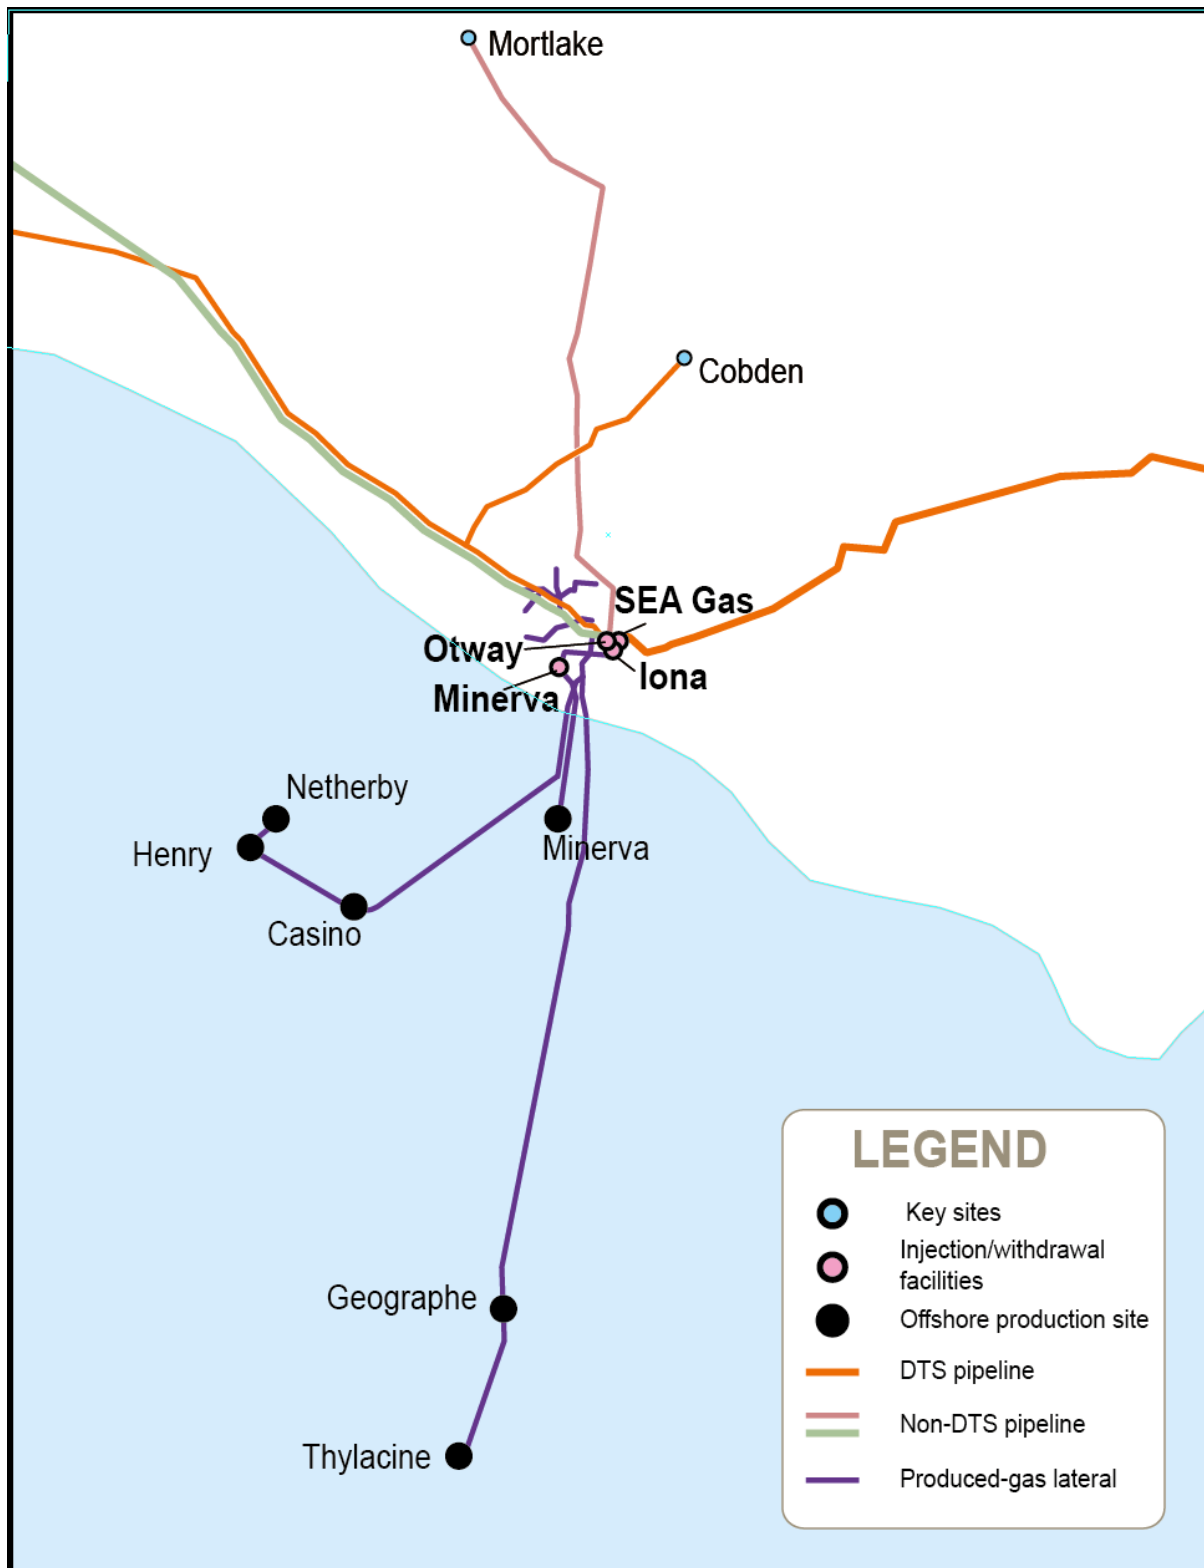 Mortlake
Cobden
SEA Gas
Otway
Iona
Minerva
Netherby
Henry
Minerva
Casino
Geographe
Thylacine
LEGEND
Key sites
Injection/withdrawal
facilities
Offshore production site
DTS pipeline
Non-DTS pipeline
Produced-gas lateral